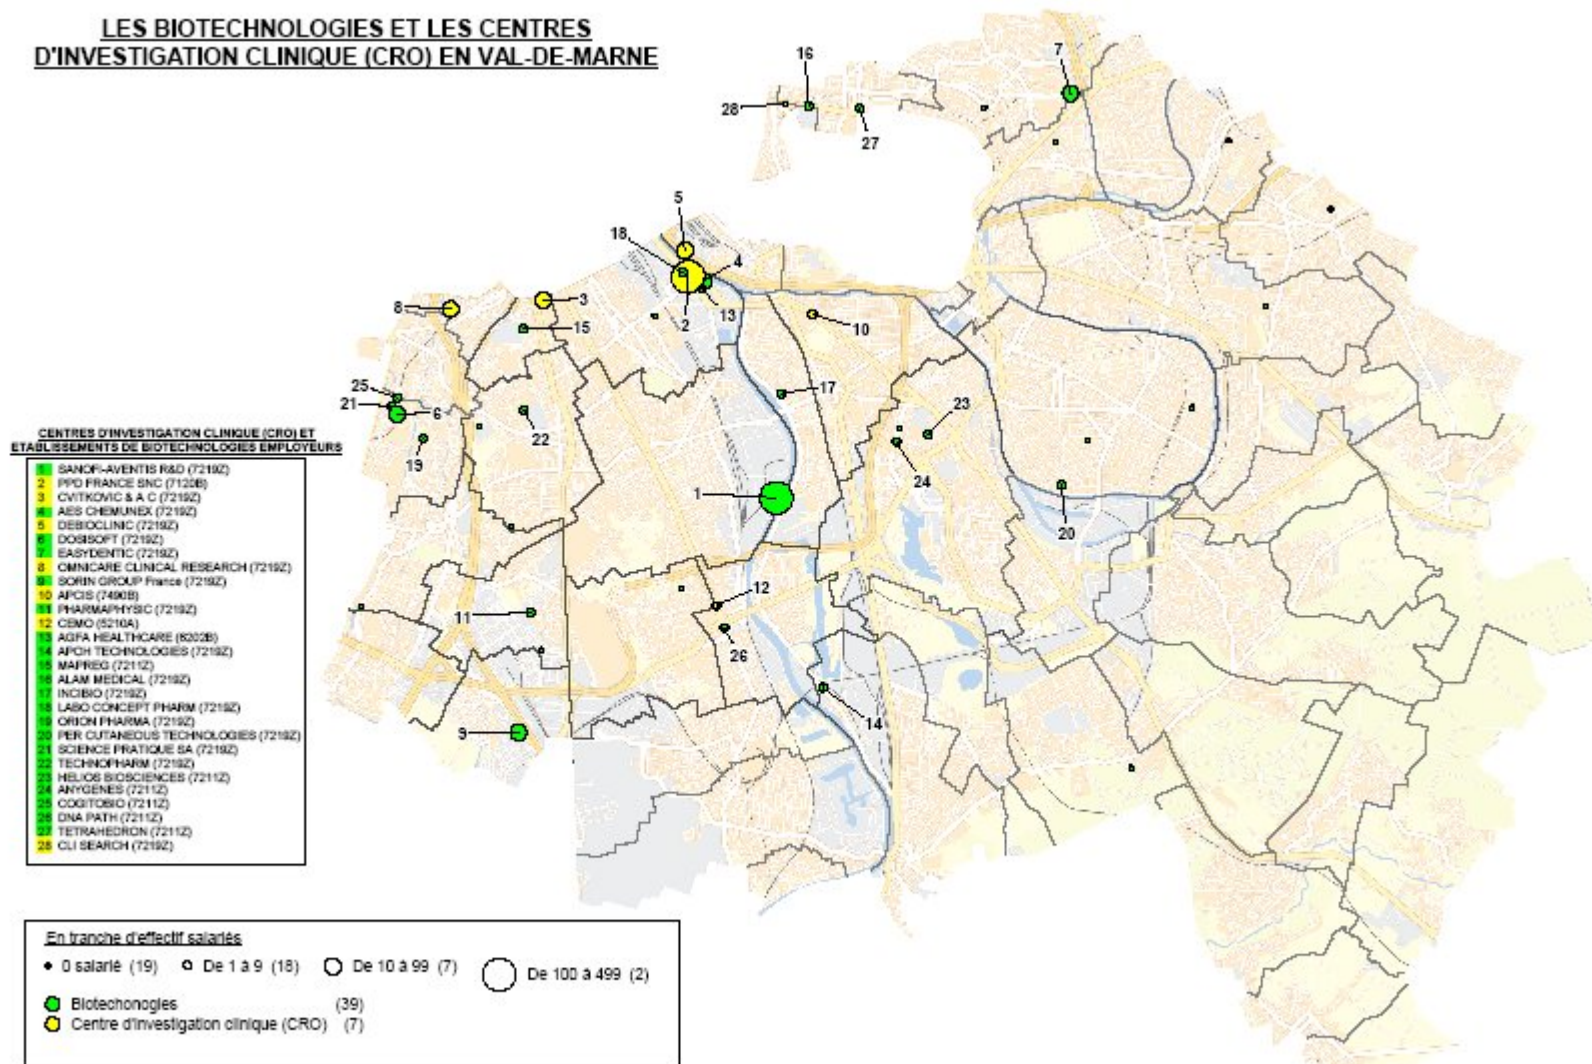 LES BIOTECHNOLOGIES ET LES CENTRES
D'INVESTIGATION CLINIQUE (CRO) EN VAL-DE-MARNE
16
7
28
27
5
18
4
8
3
13
2
10
15
25
17
21
6
23
22
19
24
1
20
12
11
26
14
9
CENTRES D'INVESTIGATION CLINIQUE (CRO) ET
ETABLISSEMENTS DE BIOTECHNOLOGIES EMPLOYEURS
1 SANOFI-AVENTIS R&D (7219Z)
2 PPD FRANCE SNC (7120B)
3 CVITKOVIC & A C (7219Z)
4 AES CHEMUNEX (7219Z)
5 DEBIOCLINIC (7219Z)
6 DOSISOFT (7219Z)
7 EASYDENTIC (7219Z)
8 OMNICARE CLINICAL RESEARCH (7219Z)
9 SORIN GROUP France (7219Z)
10 APCIS (7490B)
11 PHARMAPHYSIC (7219Z)
12 CEMO (5210A)
13 AGFA HEALTHCARE (6202B)
14 APCH TECHNOLOGIES (7219Z)
15 MAPREG (7211Z)
16 ALAM MEDICAL (7219Z)
17 INCIBIO (7219Z)
18 LABO CONCEPT PHARM (7219Z)
19 ORION PHARMA (7219Z)
20 PER CUTANEOUS TECHNOLOGIES (7219Z)
21 SCIENCE PRATIQUE SA (7219Z)
22 TECHNOPHARM (7219Z)
23 HELIOS BIOSCIENCES (7211Z)
24 ANYGENES (7211Z)
25 COGITOBIO (7211Z)
26 DNA PATH (7211Z)
27 TETRAHEDRON (7211Z)
28 CLI SEARCH (7219Z)
En tranche d'effectif salariés
0 salarié (19) De 1 à 9 (18) De 10 à 99 (7) De 100 à 499 (2)
Biotechonogies (39)
Centre d'investigation clinique (CRO) (7)